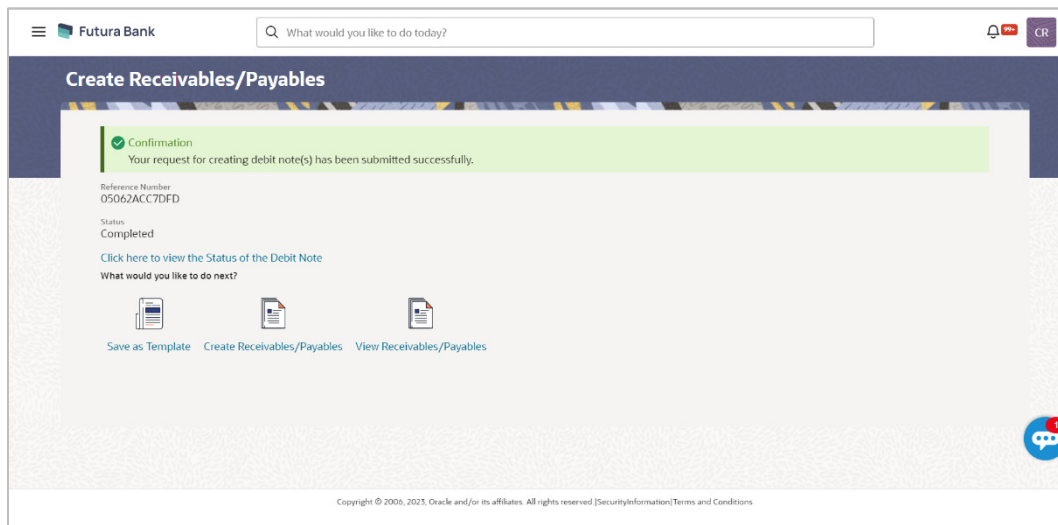 Futura Bank
What would you like to do today?
99+
CR
Create Receivables/Payables
Confirmation
Your request for creating debit note(s) has been submitted successfully.
Reference Number
05062ACC7DFD
Status
Completed
Click here to view the Status of the Debit Note
What would you like to do next?
Save as Template Create Receivables/Payables View Receivables/Payables
1
Copyright © 2006, 2023, Oracle and/or its affiliates. All rights reserved.|SecurityInformation|Terms and Conditions